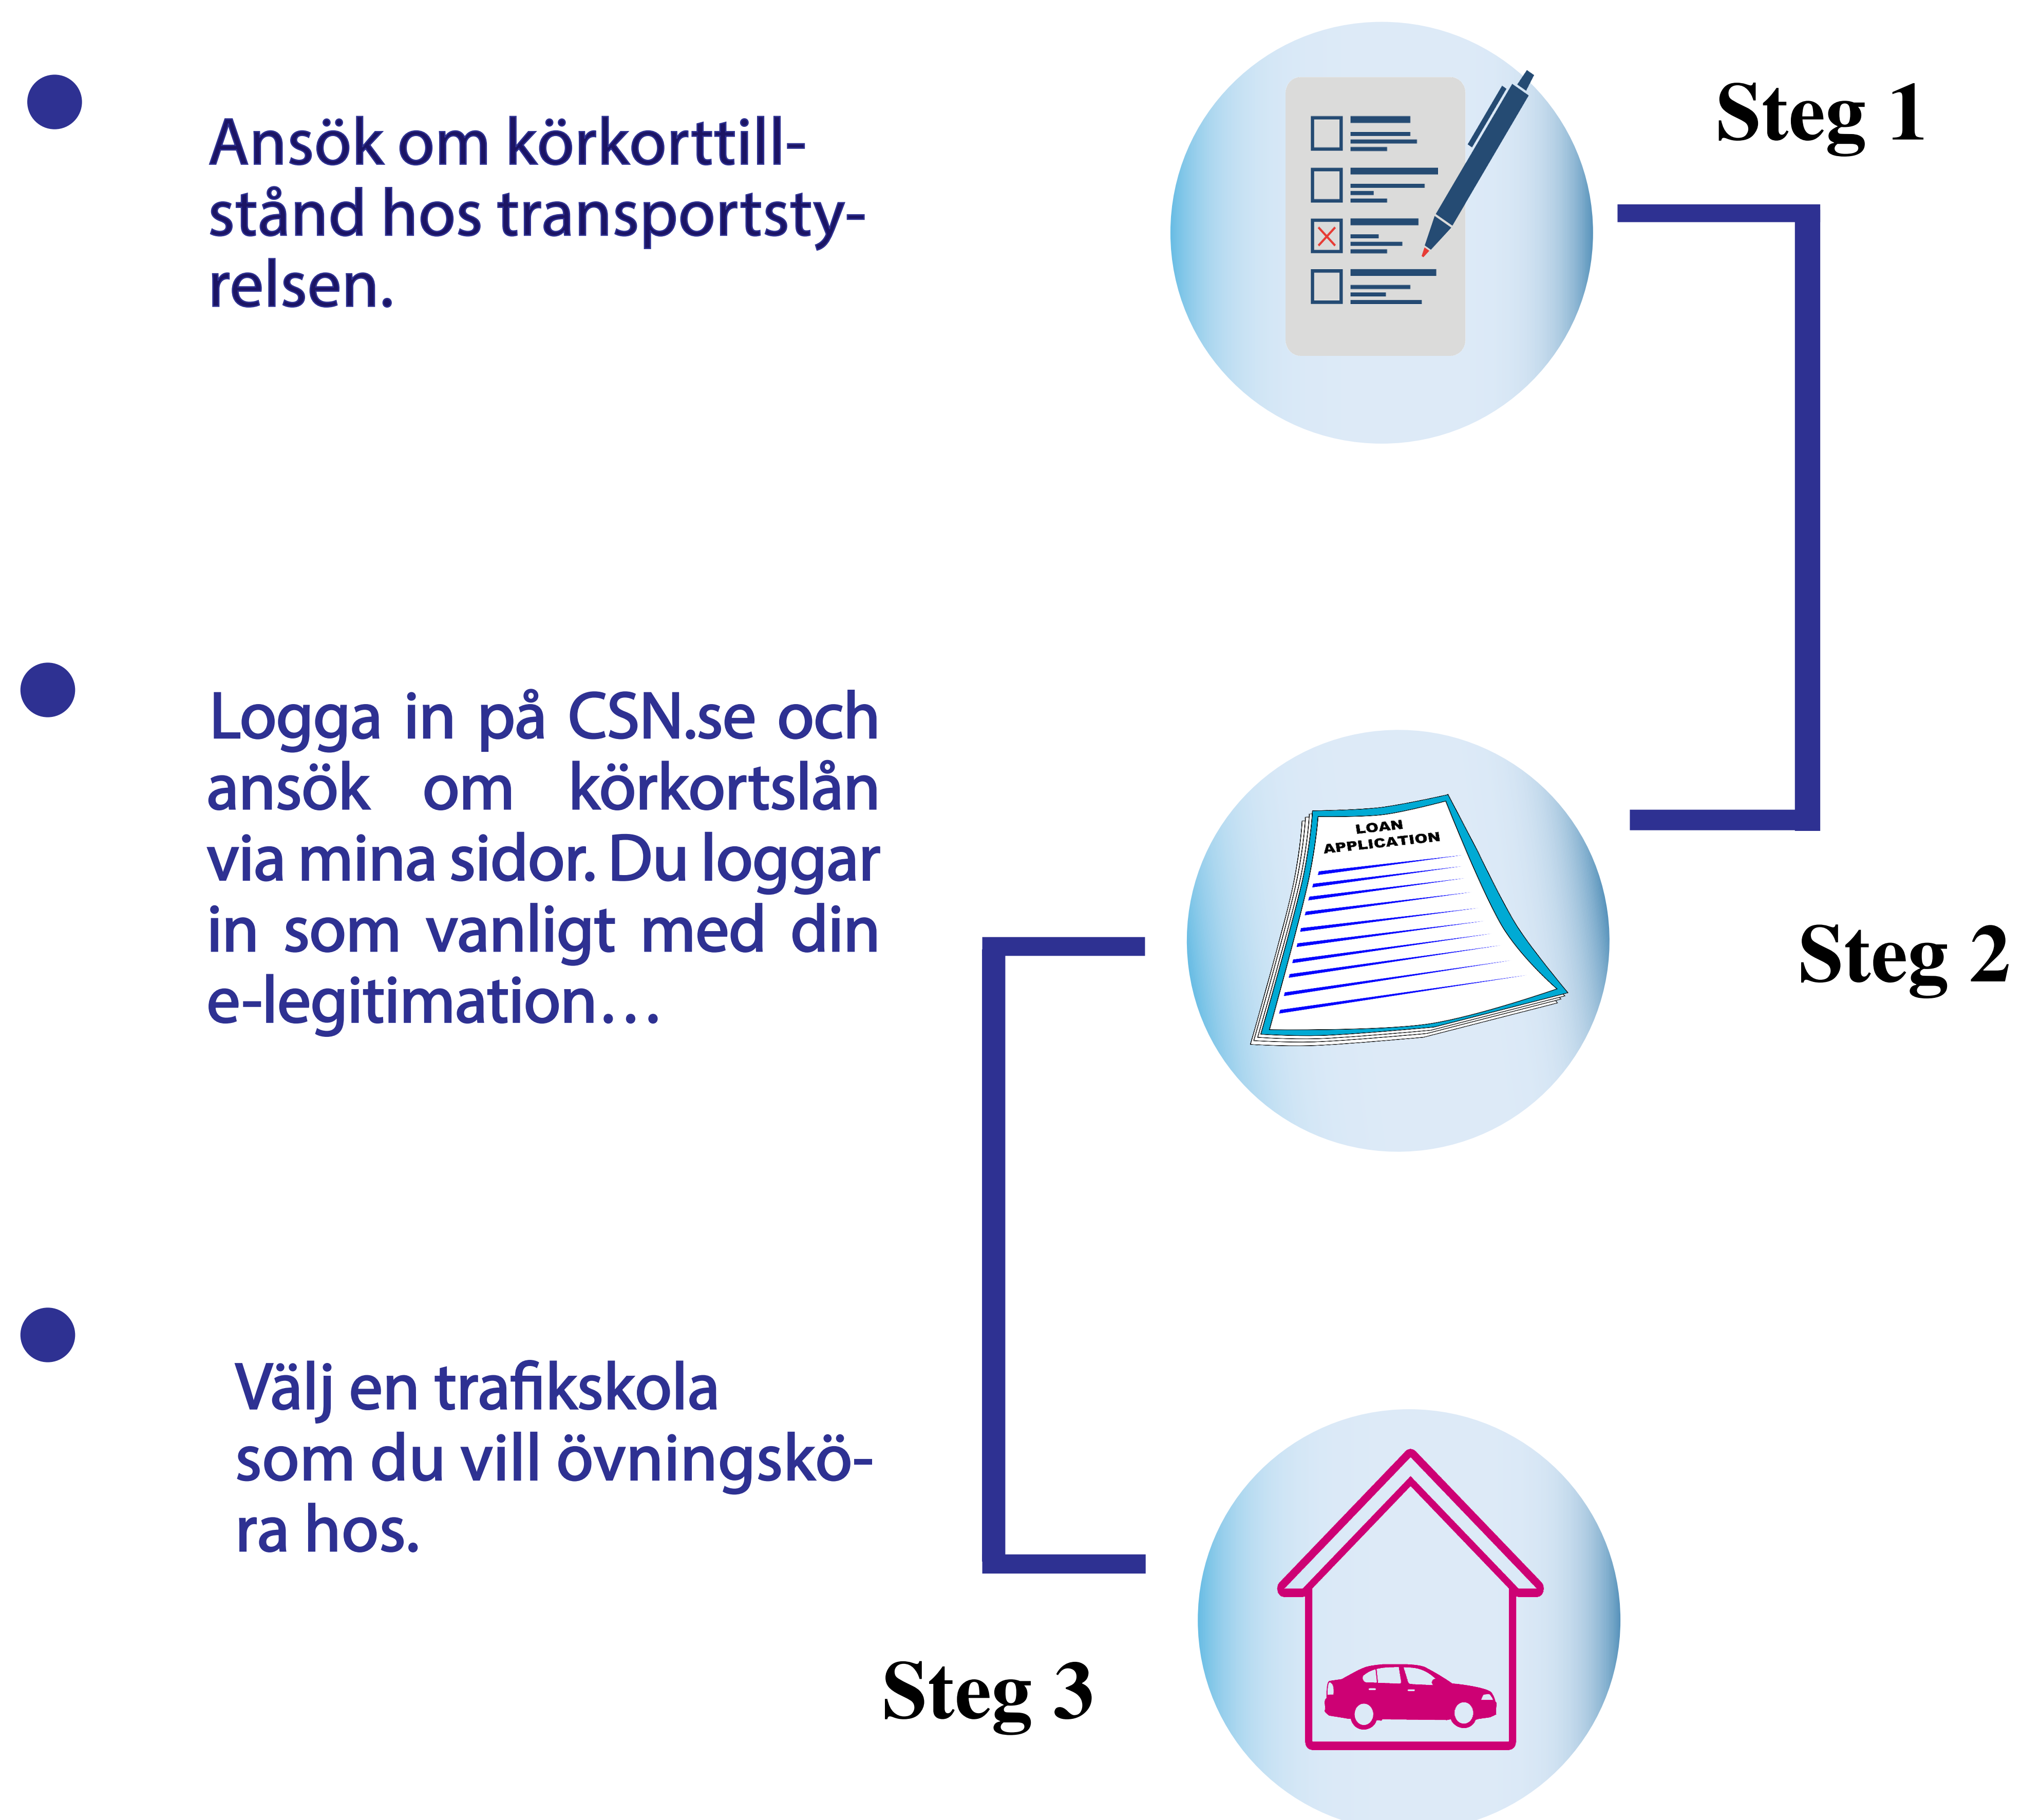 Steg 1
Ansök om körkorttill-
stånd hos transportsty-
relsen.
Logga in på CSN.se och
ansök om körkortslån
via mina sidor. Du loggar
in som vanligt med din
e-legitimation…
LOAN
APPLICATION
Steg 2
Välj en trafikskola
som du vill övningskö-
ra hos.
Steg 3